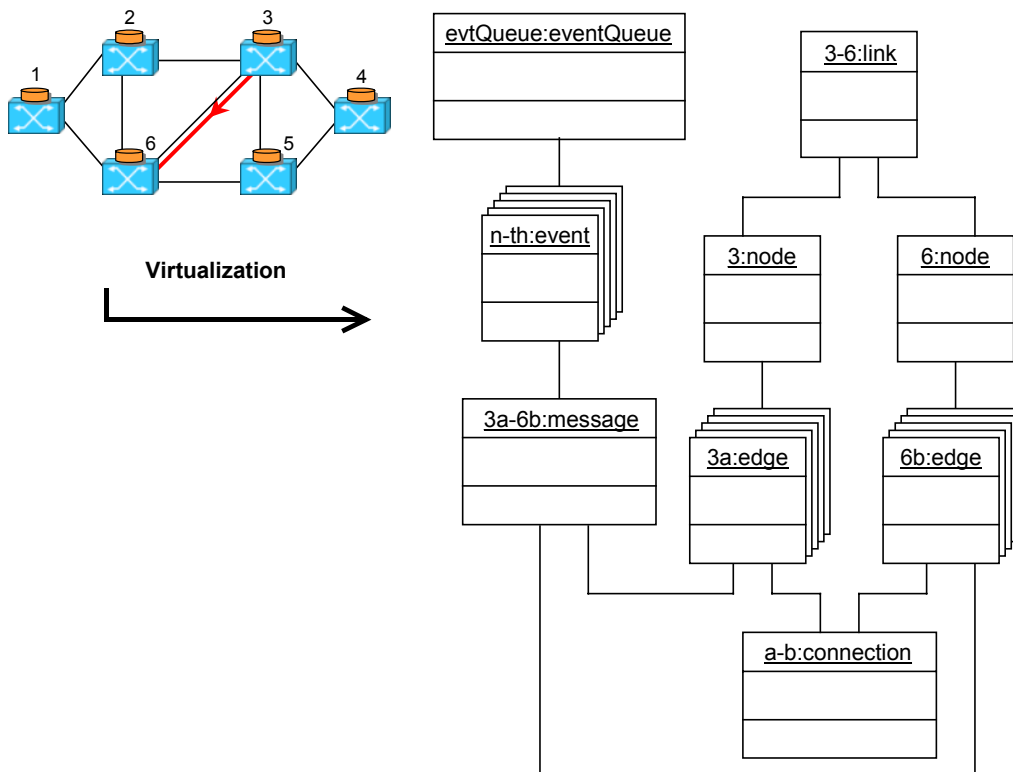 2
3
1
4
6
5
Virtualization
evtQueue:eventQueue
n-th:event
3a-6b:message
3-6:link
3:node
6:node
3a:edge
6b:edge
a-b:connection